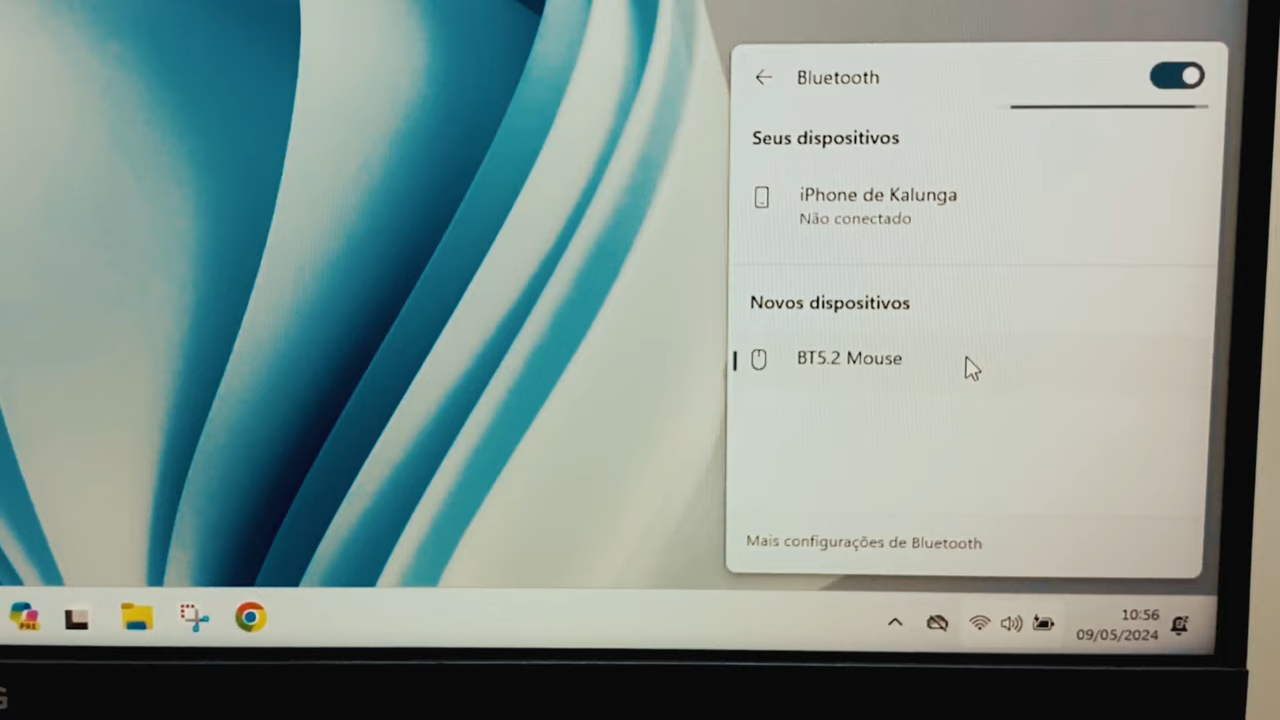 Bluetooth
Seus dispositivos
iPhone de Kalunga
Não conectado
Novos dispositivos
BT5.2 Mouse
Mais configurações de Bluetooth
PRE
10:56
09/05/2024
G